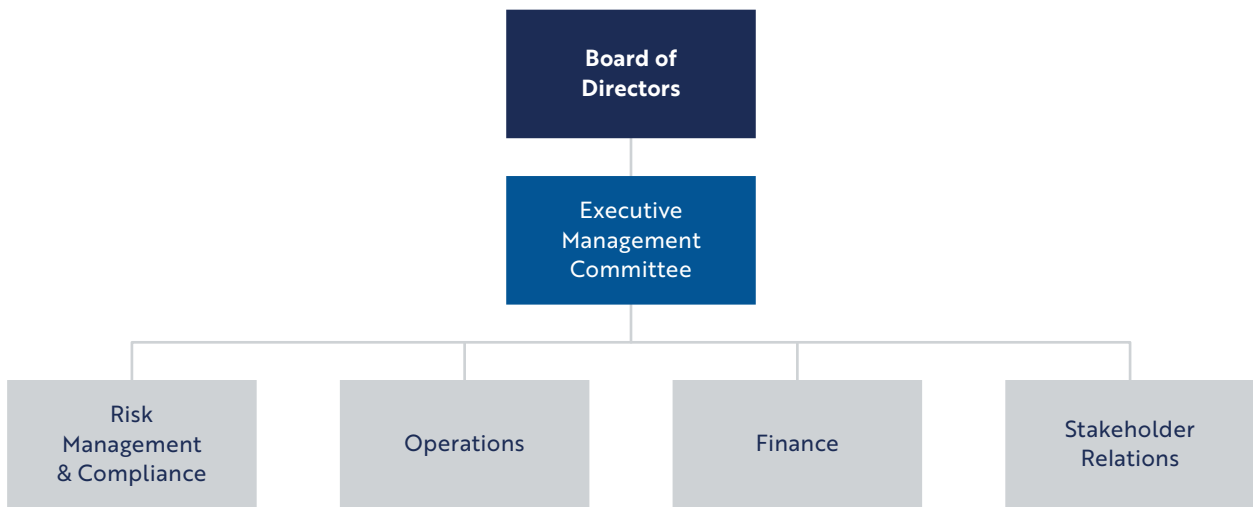 Board of
Directors
Executive
Management
Committee
Risk
Management
& Compliance
Operations
Finance
Stakeholder
Relations